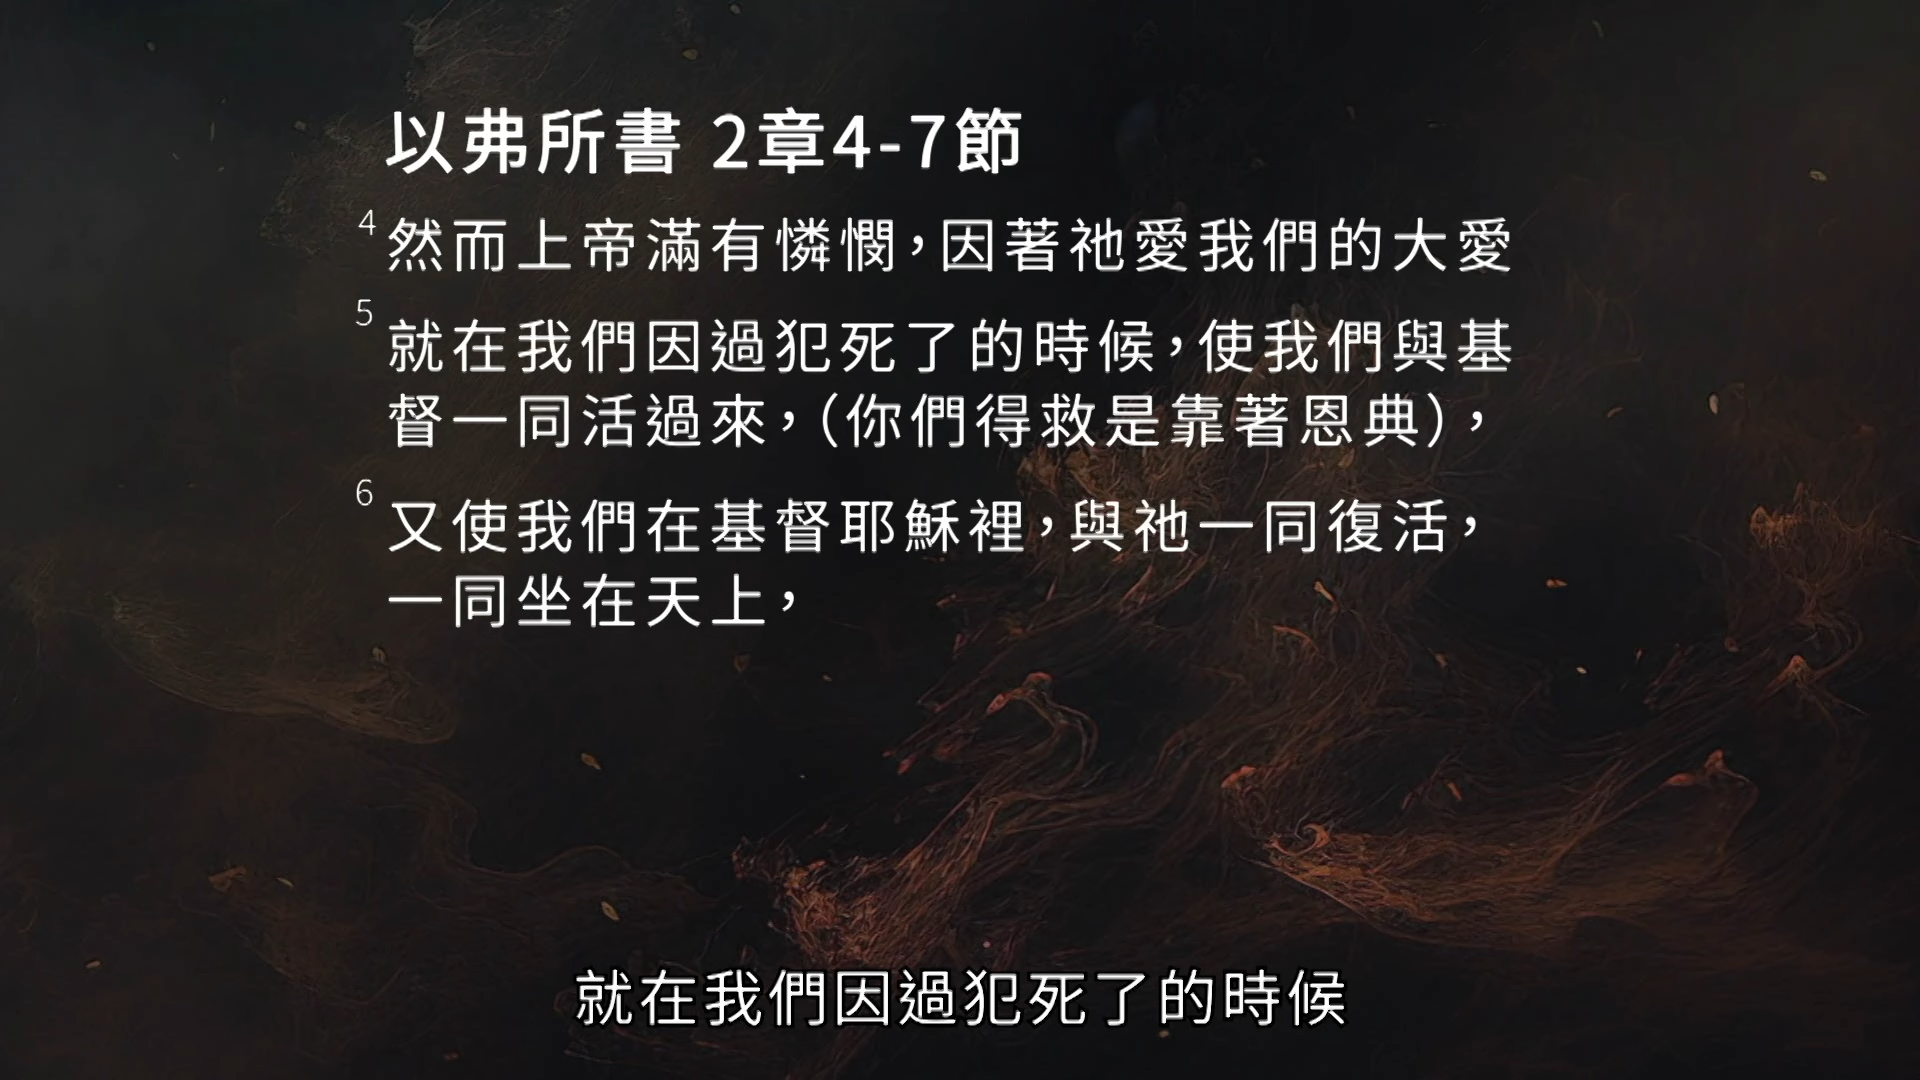 以弗所書 2章4-7節
4 然而上帝滿有憐憫，因著祂愛我們的大愛
5 就在我們因過犯死了的時候，使我們與基
督一同活過來，（你們得救是靠著恩典），
6 又使我們在基督耶穌裡，與祂一同復活，
一同坐在天上，
就在我們因過犯死了的時候